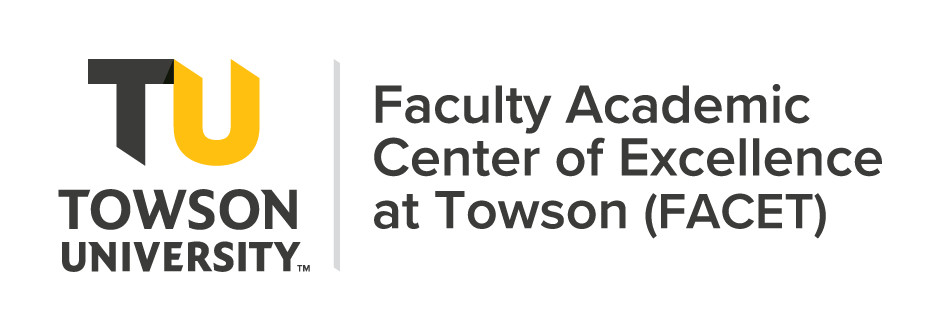 TU
TOWSON
UNIVERSITY™
Faculty Academic
Center of Excellence
at Towson (FACET)